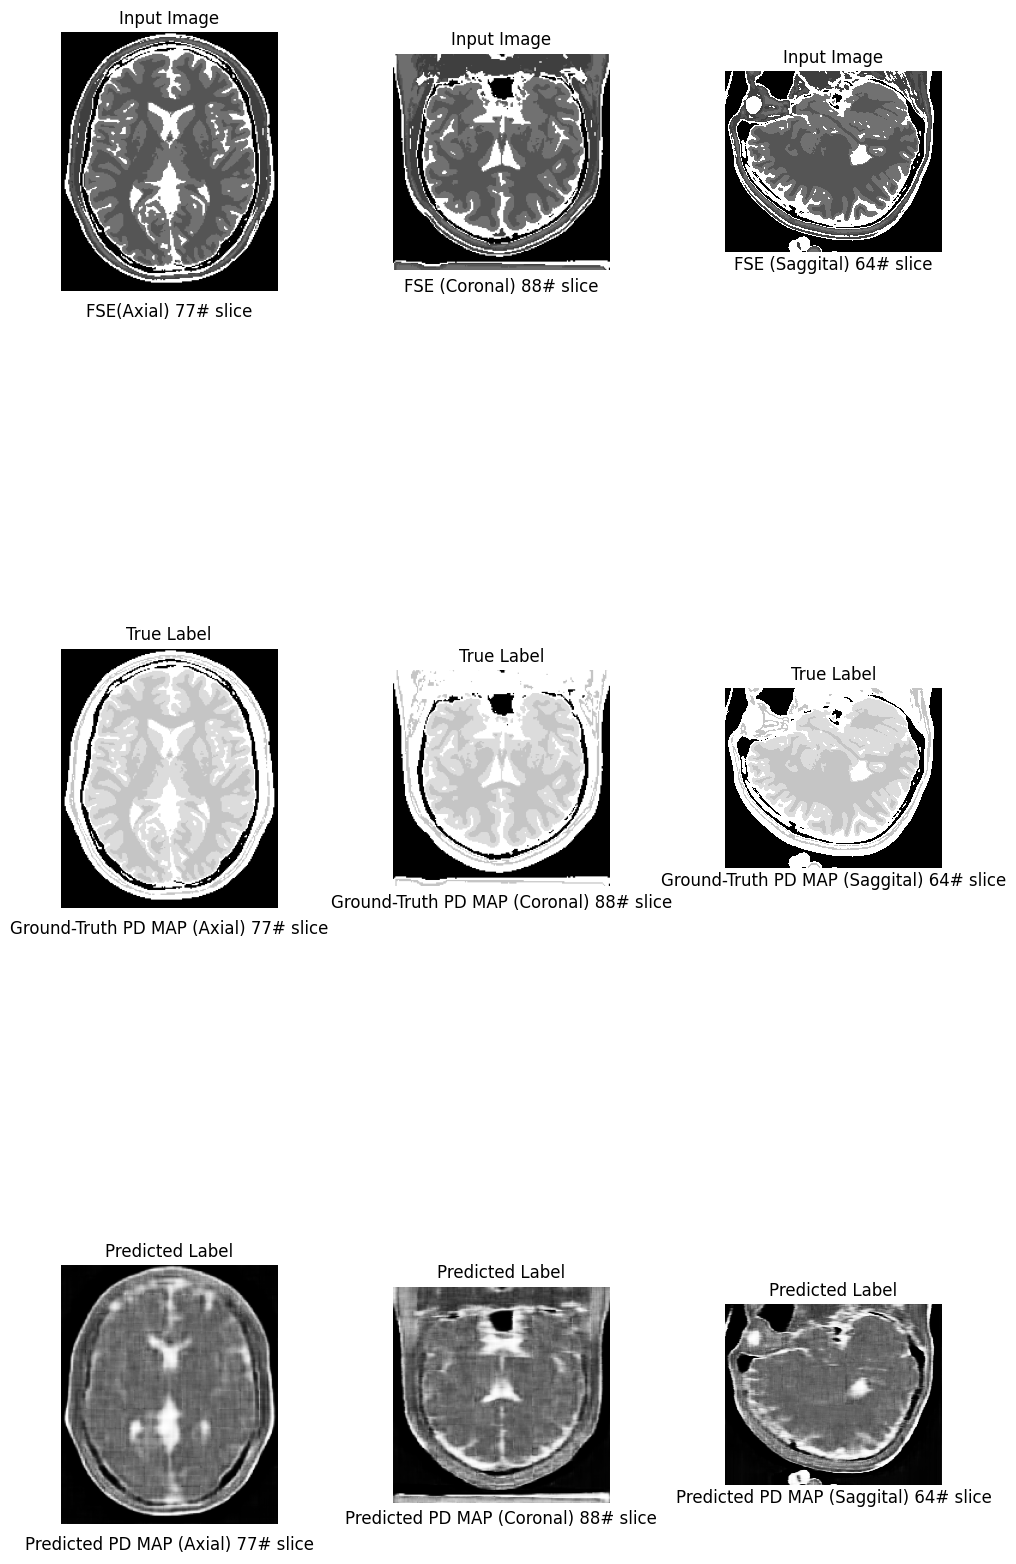 Input Image
Input Image
Input Image
FSE(Axial) 77# slice
FSE (Coronal) 88# slice
FSE (Saggital) 64# slice
True Label
True Label
True Label
Ground-Truth PD MAP (Axial) 77# slice
Ground-Truth PD MAP (Coronal) 88# slice
Ground-Truth PD MAP (Saggital) 64# slice
Predicted Label
Predicted Label
Predicted Label
Predicted PD MAP (Axial) 77# slice
Predicted PD MAP (Coronal) 88# slice
Predicted PD MAP (Saggital) 64# slice